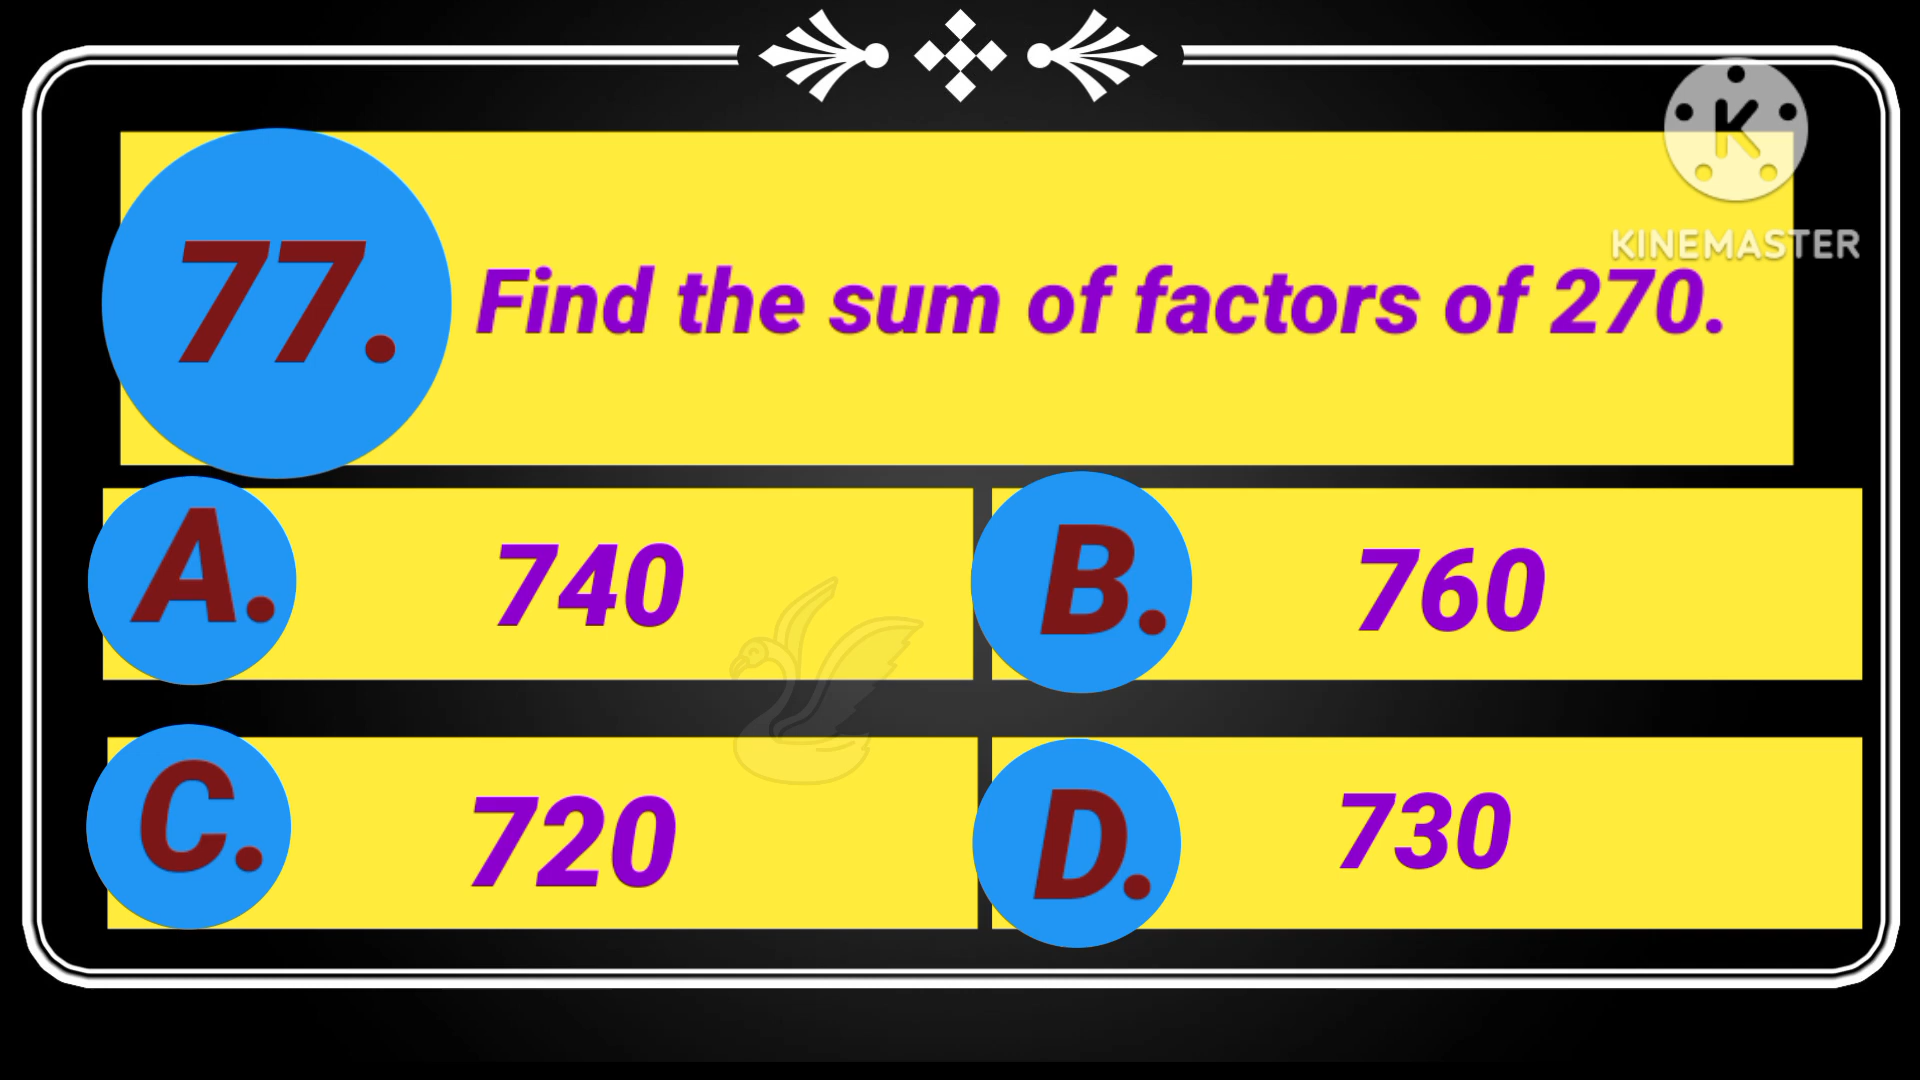 K
KINEMASTER
77. Find the sum of factors of 270.
A. 740
B. 760
C. 720
D. 730